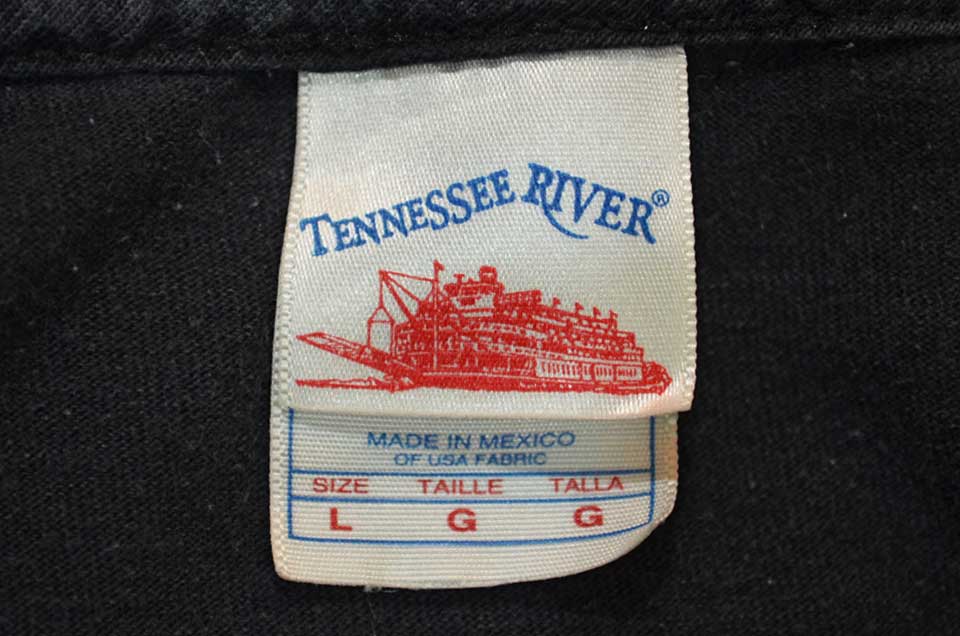 TENNESSEE RIVER®
MADE IN MEXICO
OF USA FABRIC
SIZE TAILLE TALLA
L G G